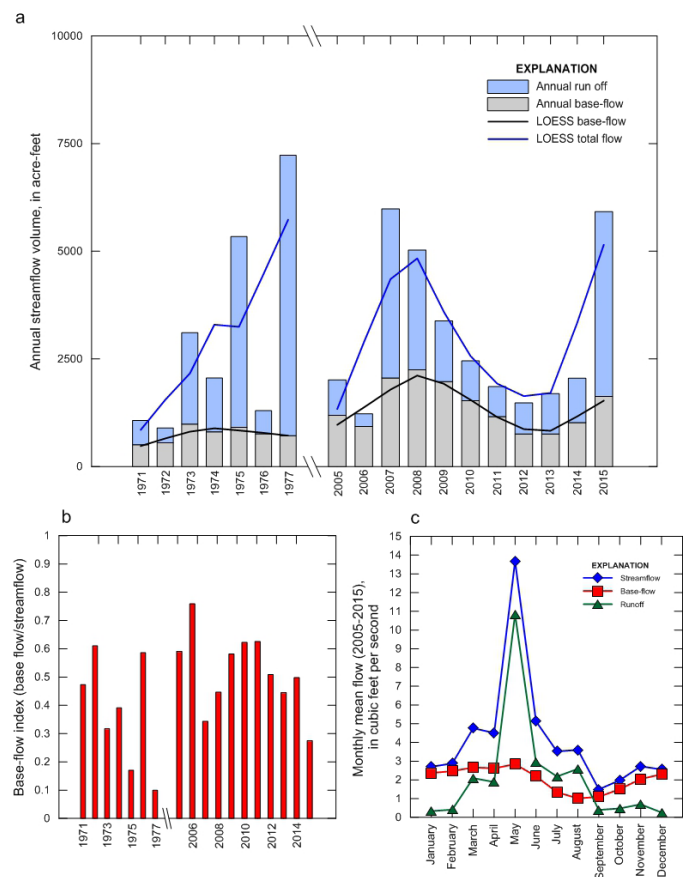 a
10000
7500
5000
2500
0
Annual streamflow volume, in acre-feet
EXPLANATION
Annual run off
Annual base-flow
LOESS base-flow
LOESS total flow
1971
1972
1973
1974
1975
1976
1977
2005
2006
2007
2008
2009
2010
2011
2012
2013
2014
2015
b
1
0.9
0.8
0.7
0.6
0.5
0.4
0.3
0.2
0.1
0
Base-flow index (base flow/streamflow)
1971
1973
1975
1977
2006
2008
2010
2012
2014
c
15
14
13
12
11
10
9
8
7
6
5
4
3
2
1
0
Monthly mean flow (2005-2015),
in cubic feet per second
EXPLANATION
Streamflow
Base-flow
Runoff
January
February
March
April
May
June
July
August
September
October
November
December